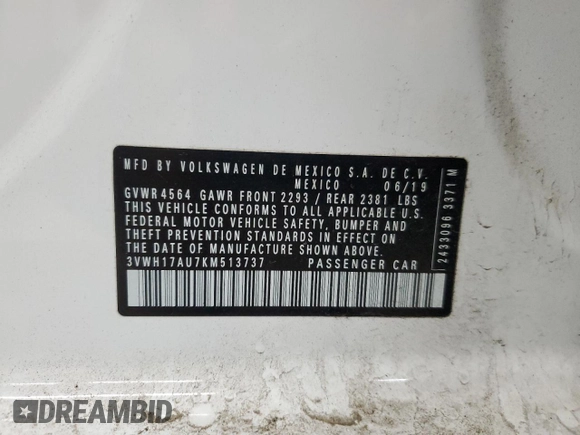 MFD BY VOLKSWAGEN DE MEXICO S.A. DE C.V.
MEXICO 06/19
GVWR 4564 GAWR FRONT 2293 / REAR 2381 LBS
THIS VEHICLE CONFORMS TO ALL APPLICABLE U.S.
FEDERAL MOTOR VEHICLE SAFETY, BUMPER AND
THEFT PREVENTION STANDARDS IN EFFECT ON
THE DATE OF MANUFACTURE SHOWN ABOVE.
3VWH17AU7KM513737 PASSENGER CAR
2433096 3371 M
DREAMBID